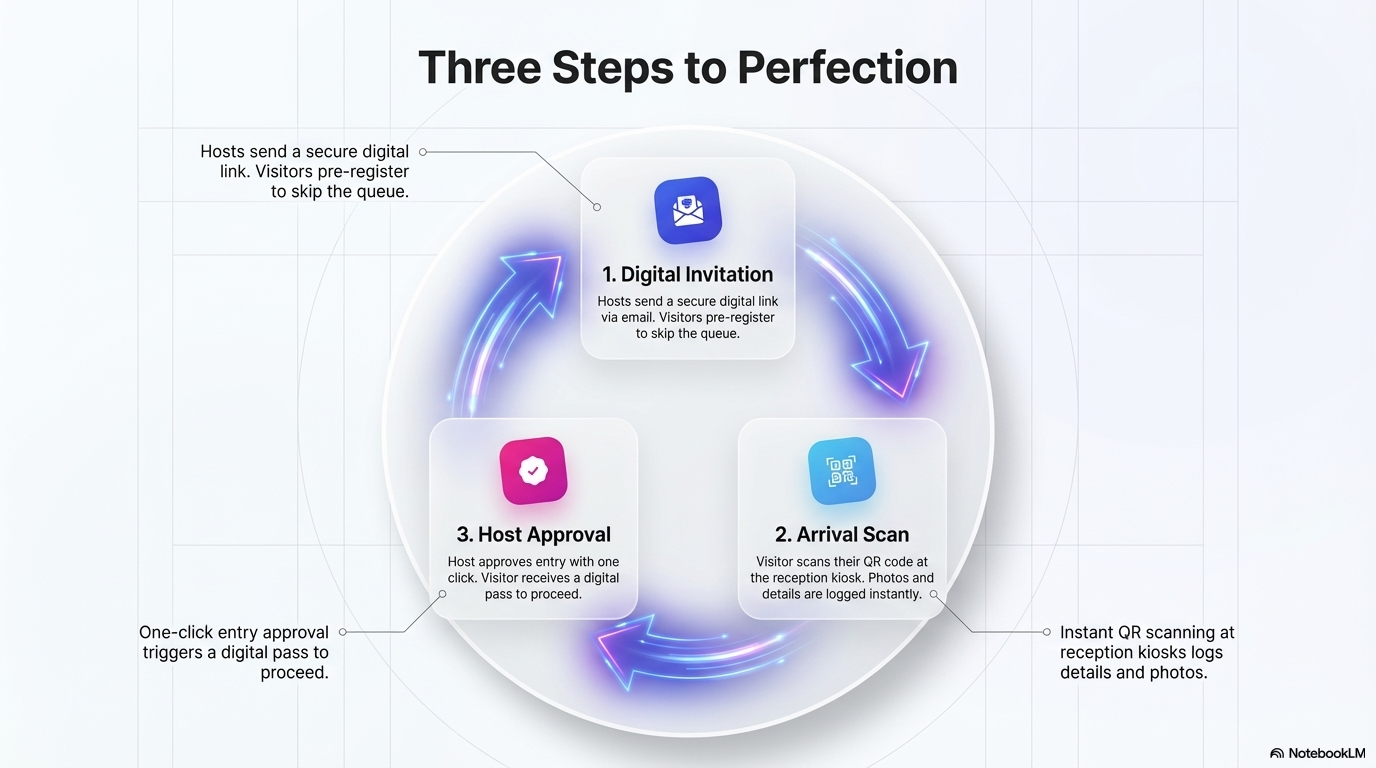 Three Steps to Perfection
Hosts send a secure digital
link. Visitors pre-register
to skip the queue.
1. Digital Invitation
Hosts send a secure digital link
via email. Visitors pre-register
to skip the queue.
3. Host Approval
Host approves entry with one
click. Visitor receives a digital
pass to proceed.
2. Arrival Scan
Visitor scans their QR code at
the reception kiosk. Photos and
details are logged instantly.
One-click entry approval
triggers a digital pass to
proceed.
Instant QR scanning at
reception kiosks logs
details and photos.
NotebookLM